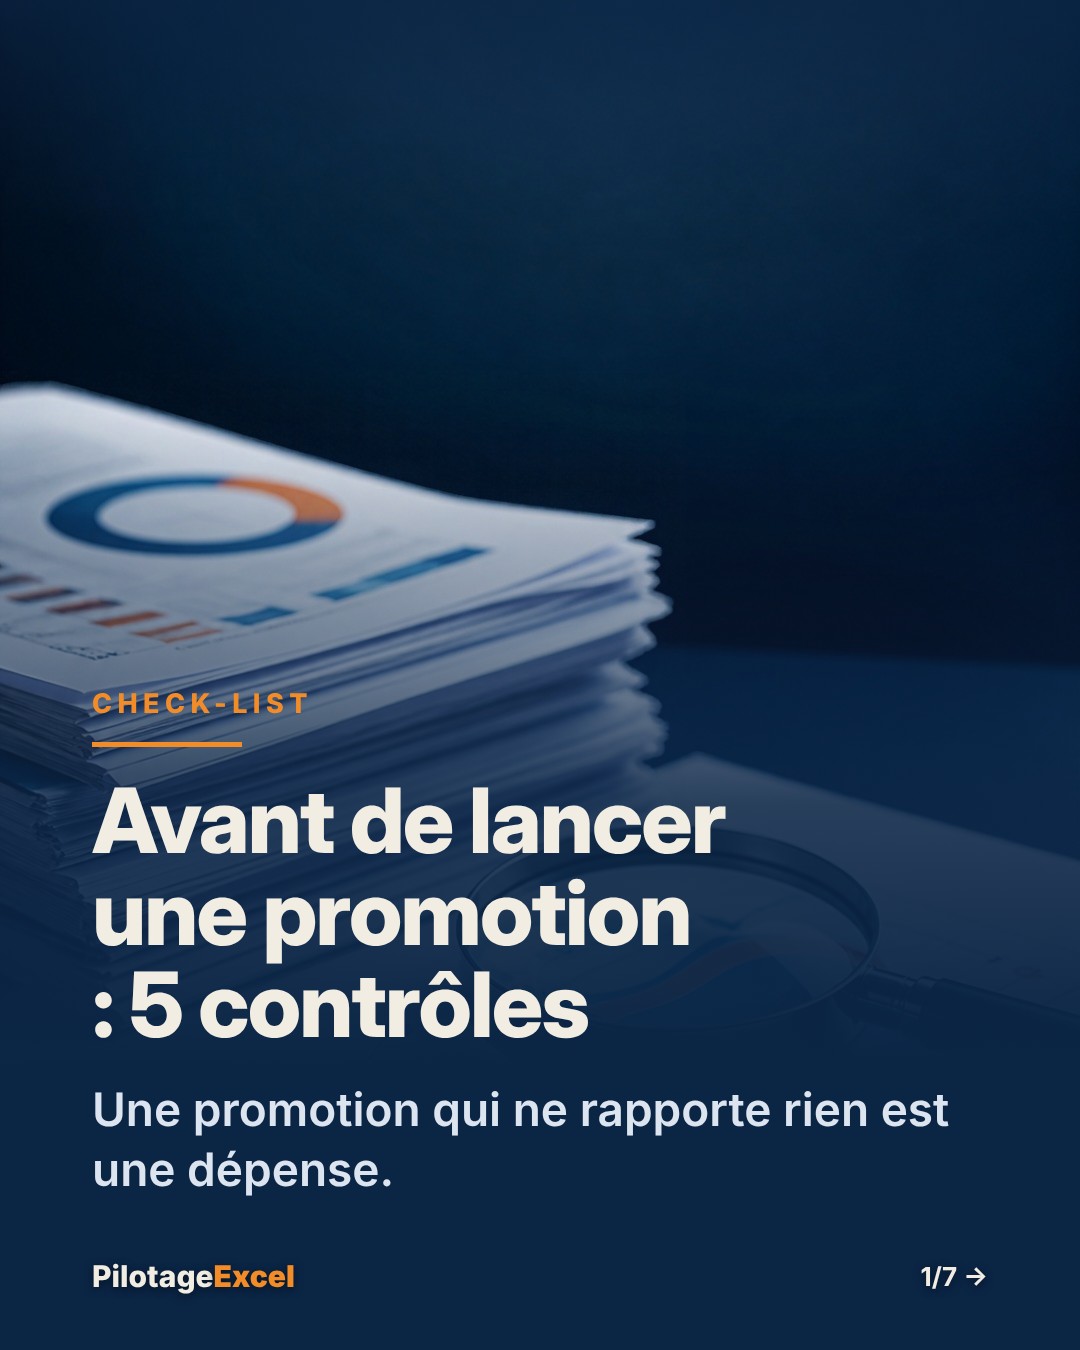 CHECK-LIST
Avant de lancer
une promotion
: 5 contrôles
Une promotion qui ne rapporte rien est
une dépense.
PilotageExcel
1/7 →